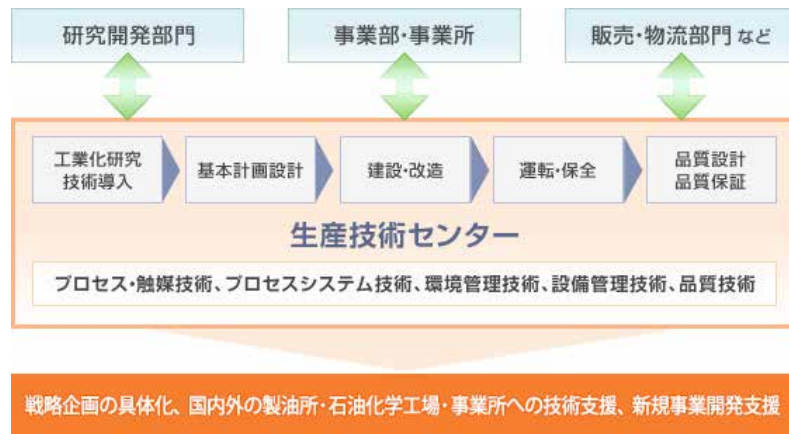 研究開発部門
事業部・事業所
販売・物流部門 など
工業化研究
技術導入
基本計画設計
建設・改造
運転・保全
品質設計
品質保証
生産技術センター
プロセス・触媒技術、プロセスシステム技術、環境管理技術、設備管理技術、品質技術
戦略企画の具体化、国内外の製油所・石油化学工場・事業所への技術支援、新規事業開発支援